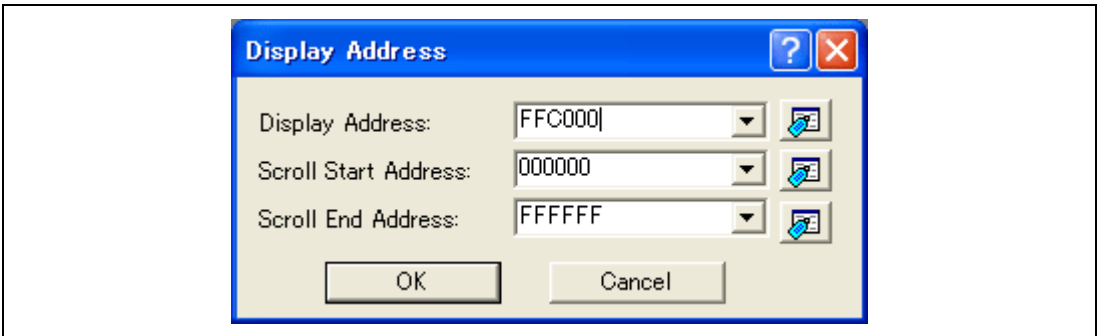 Display Address
Display Address: FFC000
Scroll Start Address: 000000
Scroll End Address: FFFFFF
OK Cancel